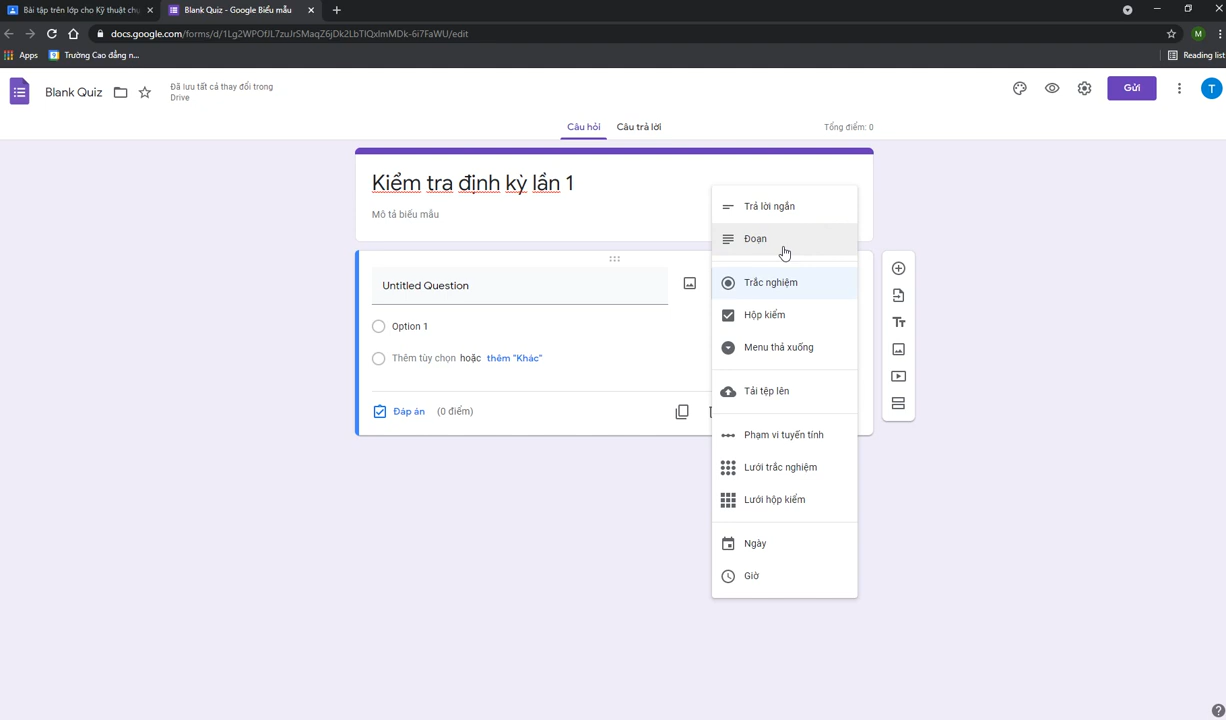 Bài tập trên lớp cho Kỹ thuật chụ
Blank Quiz - Google Biểu mẫu
docs.google.com/forms/d/1Lg2WPOfJL7zuJrSMaqZ6jDk2LbTIQxImMDk-6i7FaWU/edit
M
Apps
Trường Cao đẳng n...
Reading list
Blank Quiz
Đã lưu tất cả thay đổi trong
Drive
Gửi
T
Câu hỏi
Câu trả lời
Tổng điểm: 0
Kiểm tra định kỳ lần 1
Mô tả biểu mẫu
Untitled Question
Option 1
Thêm tùy chọn hoặc thêm "Khác"
Đáp án (0 điểm)
Trả lời ngắn
Đoạn
Trắc nghiệm
Hộp kiểm
Menu thả xuống
Tải tệp lên
Phạm vi tuyến tính
Lưới trắc nghiệm
Lưới hộp kiểm
Ngày
Giờ
Tт